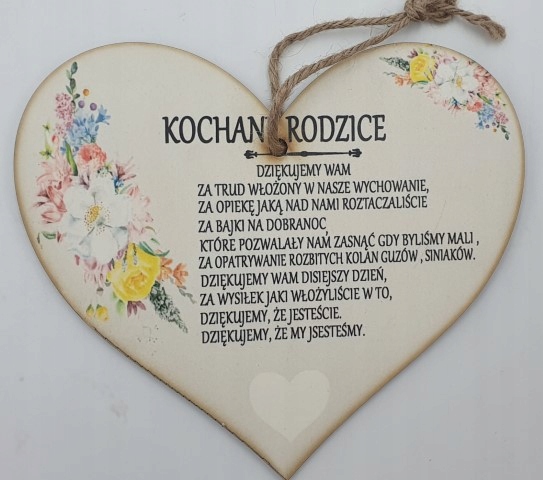 KOCHANI RODZICE
DZIĘKUJEMY WAM
ZA TRUD WŁOŻONY W NASZE WYCHOWANIE,
ZA OPIEKĘ JAKĄ NAD NAMI ROZTACZALIŚCIE
ZA BAJKI NA DOBRANOC,
KTÓRE POZWALAŁY NAM ZASNĄĆ GDY BYLIŚMY MALI ,
ZA OPATRYWANIE ROZBITYCH KOLAN GUZÓW , SINIAKÓW.
DZIĘKUJEMY WAM DISIEJSZY DZIEŃ,
ZA WYSIŁEK JAKI WŁOŻYLIŚCIE W TO,
DZIĘKUJEMY, ŻE JESTEŚCIE.
DZIĘKUJEMY, ŻE MY JSESTEŚMY.